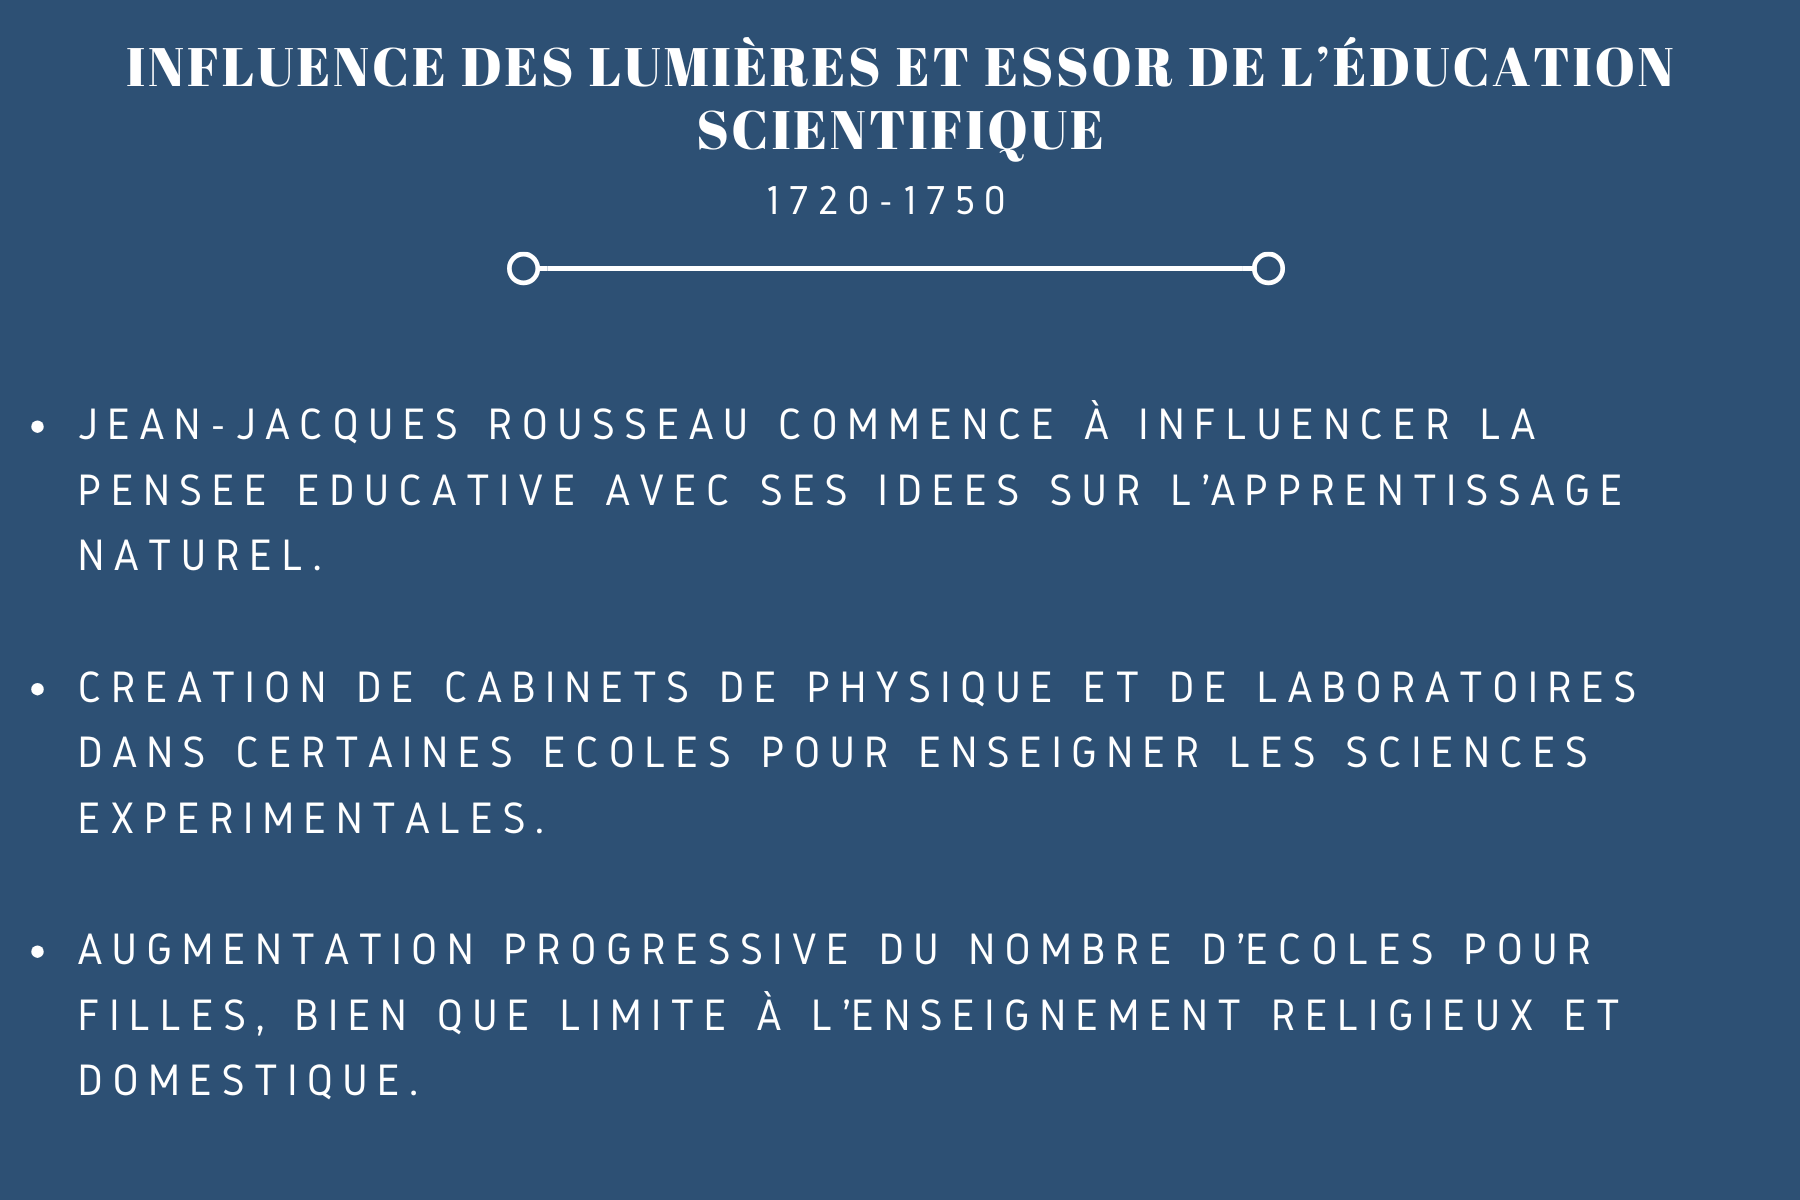 INFLUENCE DES LUMIÈRES ET ESSOR DE L’ÉDUCATION
SCIENTIFIQUE
1720-1750
• JEAN-JACQUES ROUSSEAU COMMENCE À INFLUENCER LA
PENSEE EDUCATIVE AVEC SES IDEES SUR L’APPRENTISSAGE
NATUREL.
• CREATION DE CABINETS DE PHYSIQUE ET DE LABORATOIRES
DANS CERTAINES ECOLES POUR ENSEIGNER LES SCIENCES
EXPERIMENTALES.
• AUGMENTATION PROGRESSIVE DU NOMBRE D’ECOLES POUR
FILLES, BIEN QUE LIMITE À L’ENSEIGNEMENT RELIGIEUX ET
DOMESTIQUE.